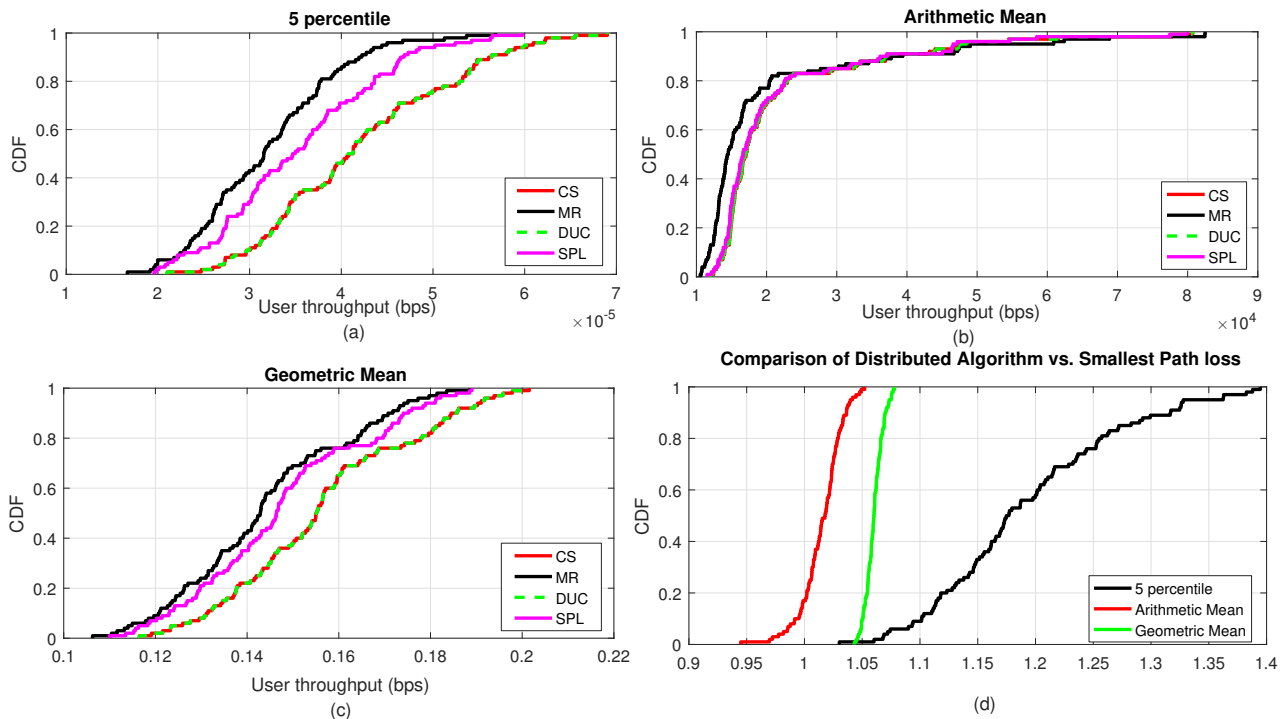 5 percentile
CDF
1
0.8
0.6
0.4
0.2
0
CS
MR
DUC
SPL
1 2 3 4 5 6 7
User throughput (bps)
× 10^-5
(a)
Arithmetic Mean
CDF
1
0.8
0.6
0.4
0.2
0
CS
MR
DUC
SPL
1 2 3 4 5 6 7 8 9
User throughput (bps)
× 10^4
(b)
Geometric Mean
CDF
1
0.8
0.6
0.4
0.2
0
CS
MR
DUC
SPL
0.1 0.12 0.14 0.16 0.18 0.2 0.22
User throughput (bps)
(c)
Comparison of Distributed Algorithm vs. Smallest Path loss
CDF
1
0.8
0.6
0.4
0.2
0
5 percentile
Arithmetic Mean
Geometric Mean
0.9 0.95 1 1.05 1.1 1.15 1.2 1.25 1.3 1.35 1.4
(d)